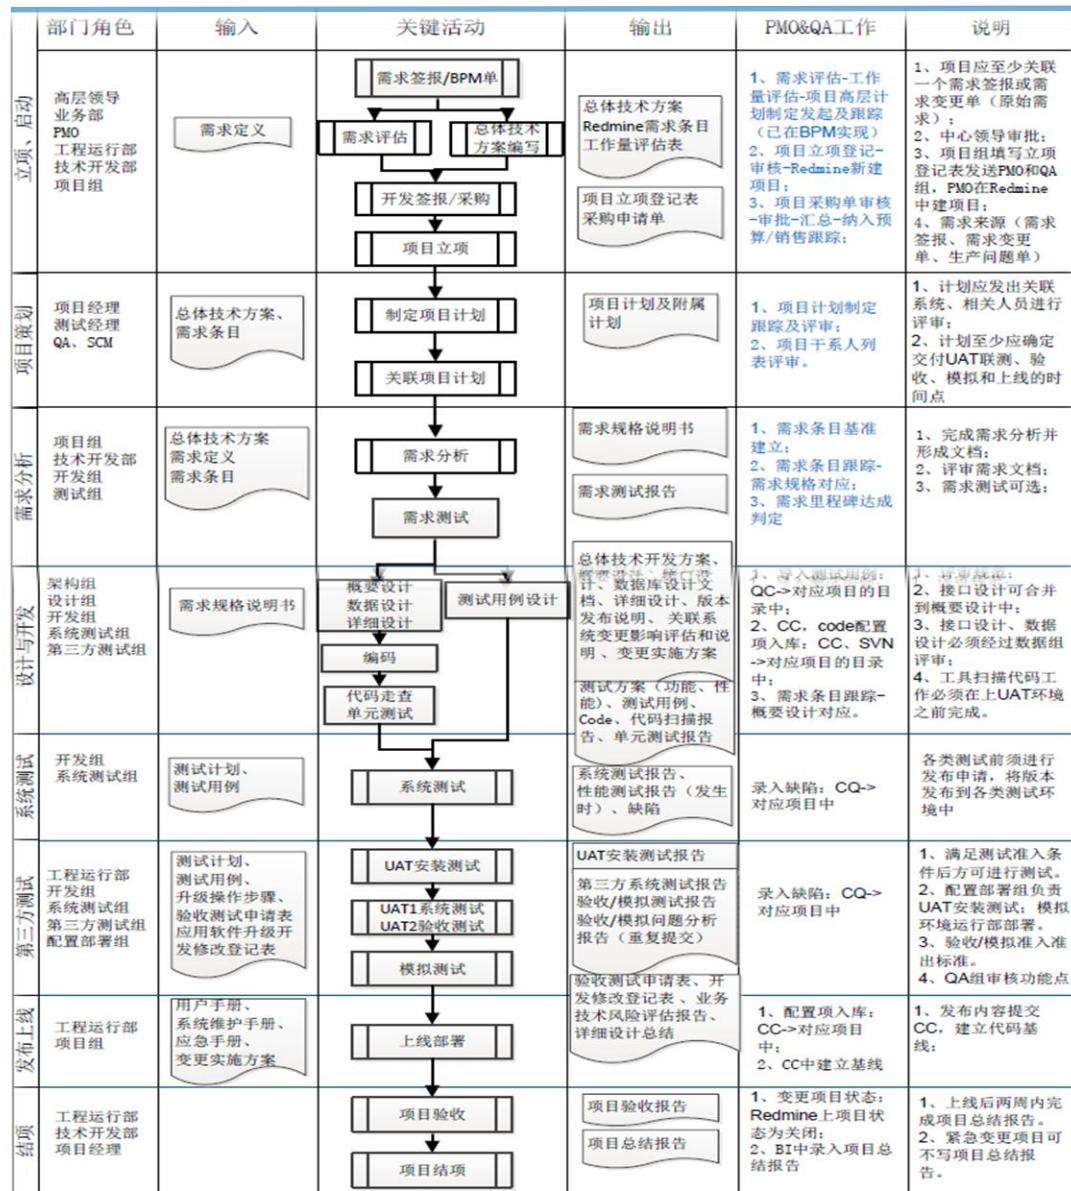 部门角色
输入
关键活动
输出
PMO&QA工作
说明
立项、启动
高层领导
业务部
PMO
工程运行部
技术开发部
项目组
需求定义
需求签报/BPM单
需求评估
总体技术
方案编写
开发签报/采购
项目立项
总体技术方案
Redmine需求条目
工作量评估表
项目立项登记表
采购申请单
1、需求评估-工作
量评估-项目高层计
划制定发起及跟踪
(已在BPM实现)
2、项目立项登记-
审核-Redmine新建
项目;
3、项目采购单审核
-审批-汇总-纳入预
算/销售跟踪;
1、项目应至少关联
一个需求签报或需
求变更单(原始需
求);
2、中心领导审批;
3、项目组填写立项
登记表发送PMO和QA
组,PMO在Redmine
中建项目;
4、需求来源(需求
签报、需求变更
单、生产问题单)
项目策划
项目经理
测试经理
QA、SCM
总体技术方案、
需求条目
制定项目计划
关联项目计划
项目计划及附属
计划
1、项目计划制定
跟踪及评审;
2、项目干系人列
表评审。
1、计划应发出关联
系统、相关人员进行
评审;
2、计划至少应确定
交付UAT联测、验
收、模拟和上线的时
间点
需求分析
项目组
技术开发部
开发组
测试组
总体技术方案
需求定义
需求条目
需求分析
需求测试
需求规格说明书
需求测试报告
1、需求条目基准
建立;
2、需求条目跟踪-
需求规格对应;
3、需求里程碑达成
判定
1、完成需求分析并
形成文档;
2、评审需求文档;
3、需求测试可选;
设计与开发
架构组
设计组
开发组
系统测试组
第三方测试组
需求规格说明书
概要设计
数据设计
详细设计
测试用例设计
编码
代码走查
单元测试
总体技术开发方案、
概要设计、接口设
计、数据库设计文
档、详细设计、版本
发布说明、关联系
统变更影响评估和说
明、变更实施方案
测试方案(功能、性
能)、测试用例、
Code、代码扫描报
告、单元测试报告
1、导入测试用例:
QC->对应项目的目
录中;
2、CC,code配置
项入库:CC、SVN
->对应项目的目录
中;
3、需求条目跟踪-
概要设计对应。
1、评审规范;
2、接口设计可合并
到概要设计中;
3、接口设计、数据
设计必须经过数据组
评审;
4、工具扫描代码工
作必须在上UAT环境
之前完成。
系统测试
开发组
系统测试组
测试计划、
测试用例
系统测试
系统测试报告、
性能测试报告(发生
时)、缺陷
录入缺陷:CQ->
对应项目中
各类测试前须进行
发布申请,将版本
发布到各类测试环
境中
第三方测试
工程运行部
开发组
系统测试组
第三方测试组
配置部署组
测试计划、
测试用例、
升级操作步骤、
验收测试申请表
应用软件升级开
发修改登记表
UAT安装测试
UAT1系统测试
UAT2验收测试
模拟测试
UAT安装测试报告
第三方系统测试报告
验收/模拟测试报告
验收/模拟问题分析
报告(重复提交)
录入缺陷:CQ->
对应项目中
1、满足测试准入条
件后方可进行测试。
2、配置部署组负责
UAT安装测试;模拟
环境运行部部署。
3、验收/模拟准入准
出标准。
4、QA组审核功能点
发布上线
工程运行部
项目组
用户手册、
系统维护手册、
应急手册、
变更实施方案
上线部署
验收测试申请表、开
发修改登记表、业务
技术风险评估报告、
详细设计总结
1、配置项入库:
CC->对应项目
中;
2、CC中建立基线
1、发布内容提交
CC,建立代码基
线;
结项
工程运行部
技术开发部
项目经理
项目验收
项目结项
项目验收报告
项目总结报告
1、变更项目状态:
Redmine上项目状
态为关闭;
2、BI中录入项目总
结报告
1、上线后两周内完
成项目总结报告。
2、紧急变更项目可
不写项目总结报
告。